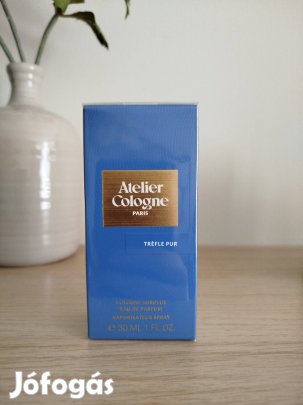 Atelier
Cologne
PARIS
TRÈFLE PUR
COLOGNE ABSOLUE
EAU DE PARFUM
VAPORISATEUR SPRAY
30 ML 1 FL. OZ.
Jófogás